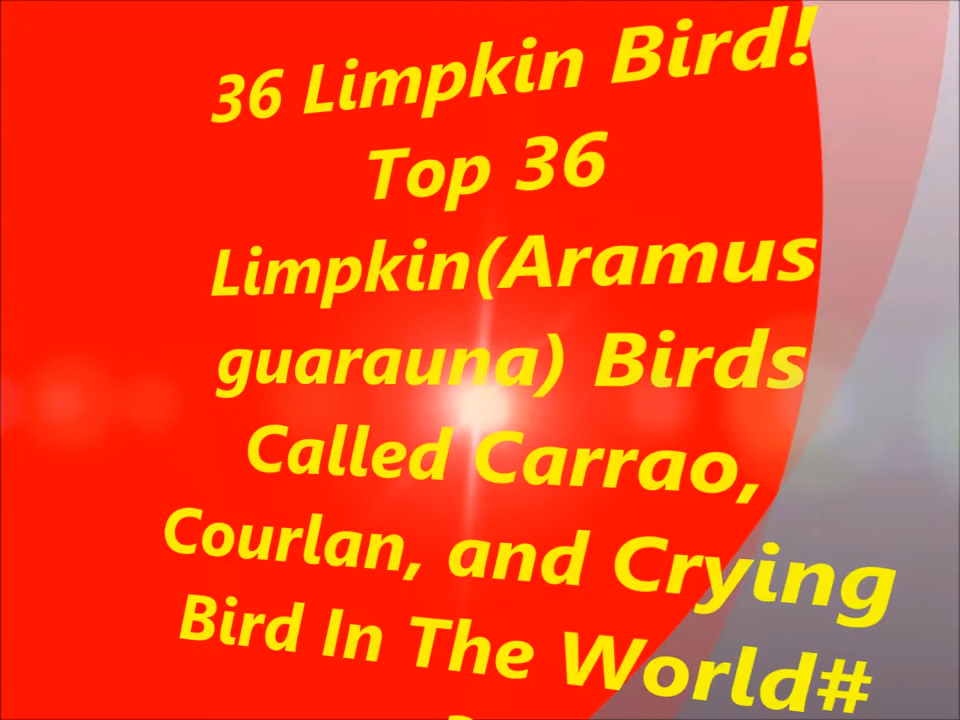 36 Limpkin Bird!
Top 36
Limpkin(Aramus
guarauna) Birds
Called Carrao,
Courlan, and Crying
Bird In The World#